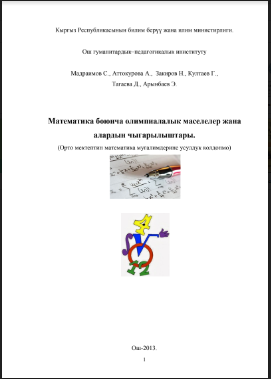 Кыргыз Республикасынын билим берүү жана илим министирлиги.
Ош гуманитардык-педагогикалык институту
Мадраимов С., Аттокурова А., Закиров Н., Култаев Г.,
Тагаева Д., Арынбаев Э.
Математика боюнча олимпиадалык маселелер жана
алардын чыгарылыштары.
(Орто мектептин математика мугалимдерине усулдук колдонмо)
Ош-2013.
1